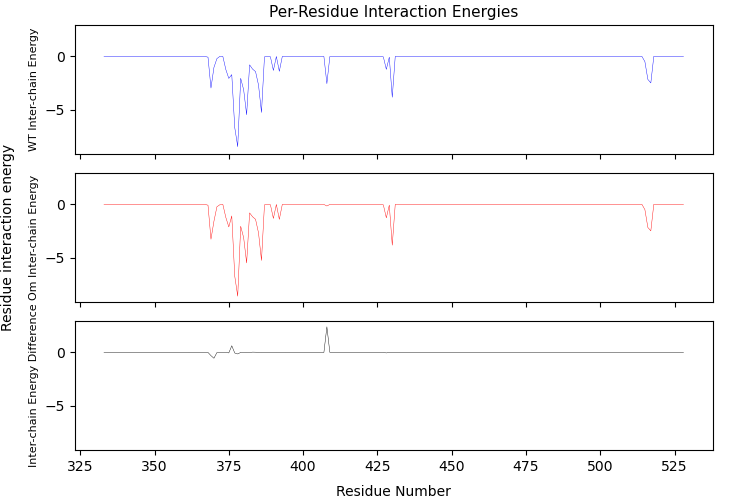 Per-Residue Interaction Energies
Residue interaction energy
WT Inter-chain Energy
0
−5
Om Inter-chain Energy
0
−5
Inter-chain Energy Difference
0
−5
325 350 375 400 425 450 475 500 525
Residue Number